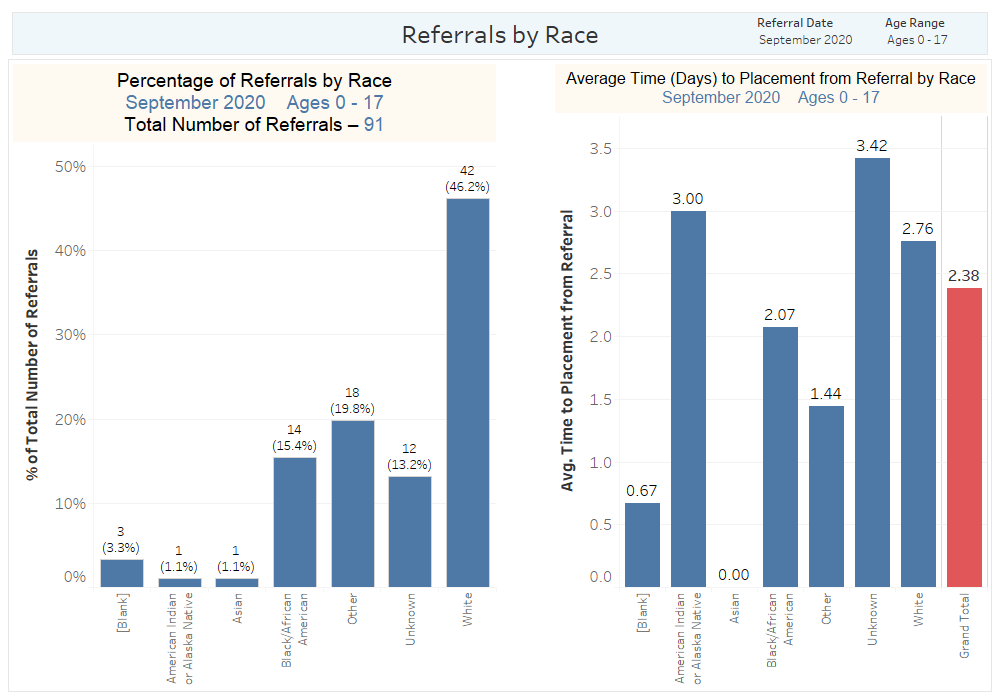 Referrals by Race
Referral Date
September 2020
Age Range
Ages 0 - 17
Percentage of Referrals by Race
September 2020 Ages 0 - 17
Total Number of Referrals – 91
% of Total Number of Referrals
50%
40%
30%
20%
10%
0%
3
(3.3%)
1
(1.1%)
1
(1.1%)
14
(15.4%)
18
(19.8%)
12
(13.2%)
42
(46.2%)
[Blank]
American Indian
or Alaska Native
Asian
Black/African
American
Other
Unknown
White
Average Time (Days) to Placement from Referral by Race
September 2020 Ages 0 - 17
Avg. Time to Placement from Referral
3.5
3.0
2.5
2.0
1.5
1.0
0.5
0.0
0.67
3.00
0.00
2.07
1.44
3.42
2.76
2.38
[Blank]
American Indian
or Alaska Native
Asian
Black/African
American
Other
Unknown
White
Grand Total